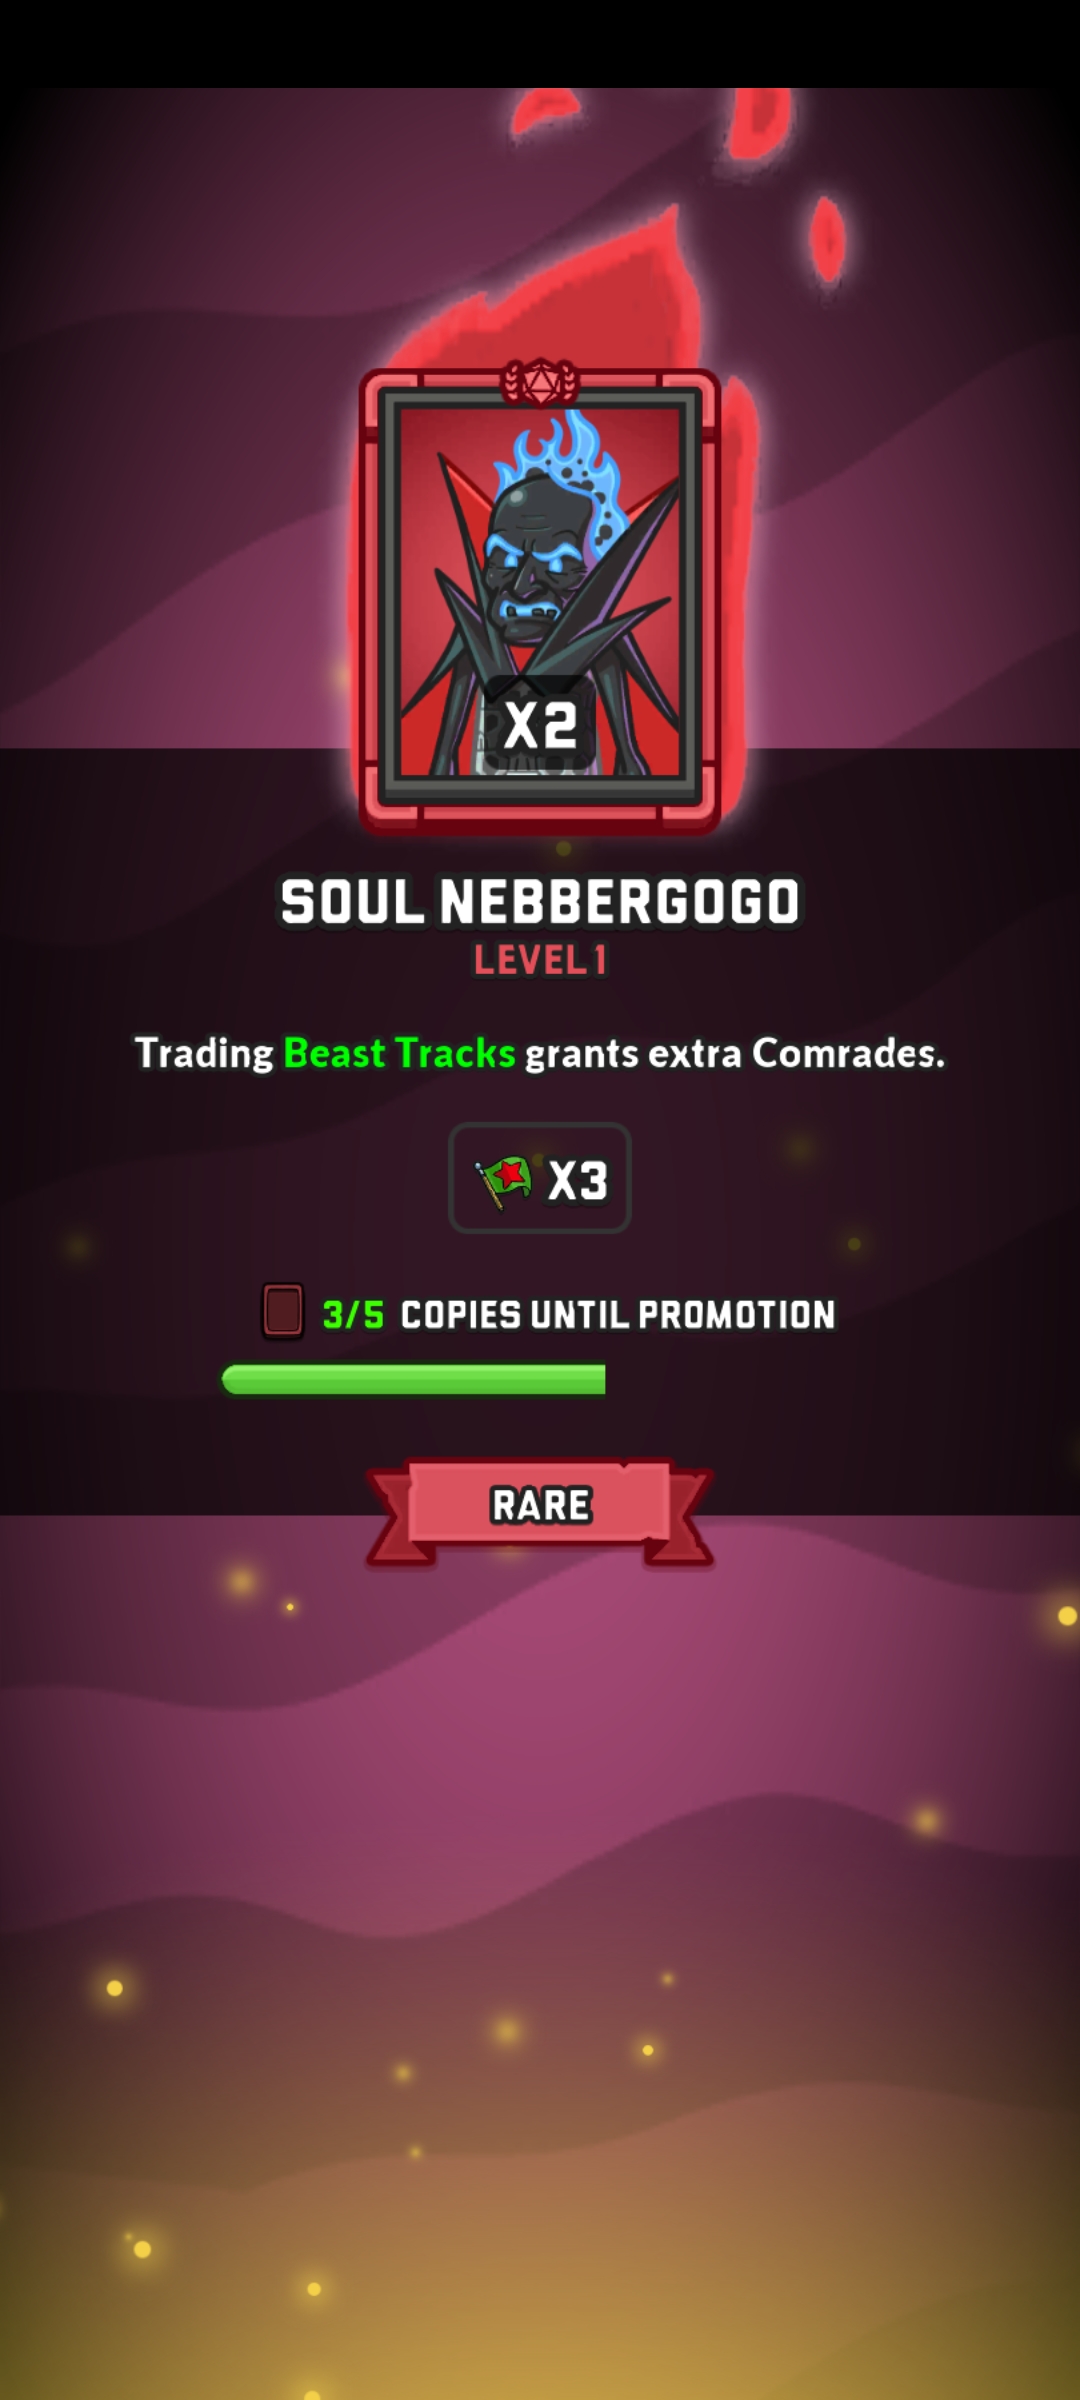 X2
SOUL NEBBERGOGO
LEVEL 1
Trading Beast Tracks grants extra Comrades.
X3
3/5 COPIES UNTIL PROMOTION
RARE